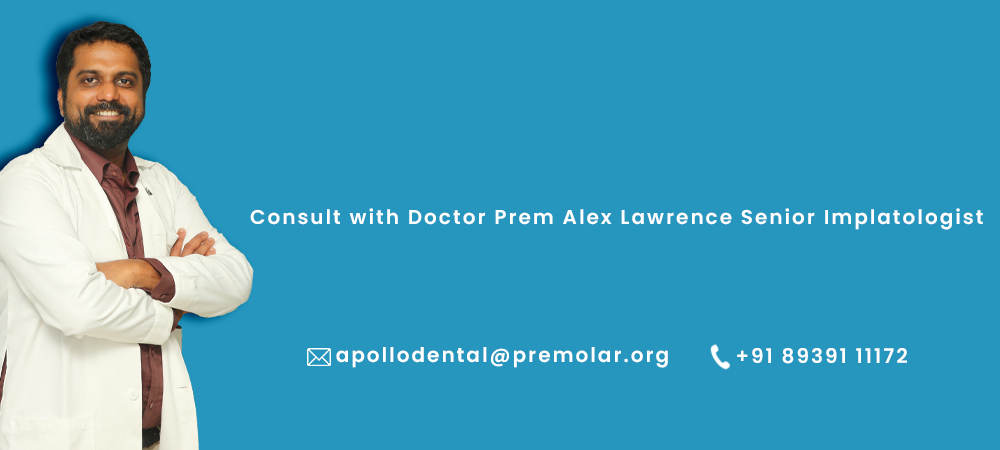 Consult with Doctor Prem Alex Lawrence Senior Implatologist
apollodental@premolar.org +91 89391 11172